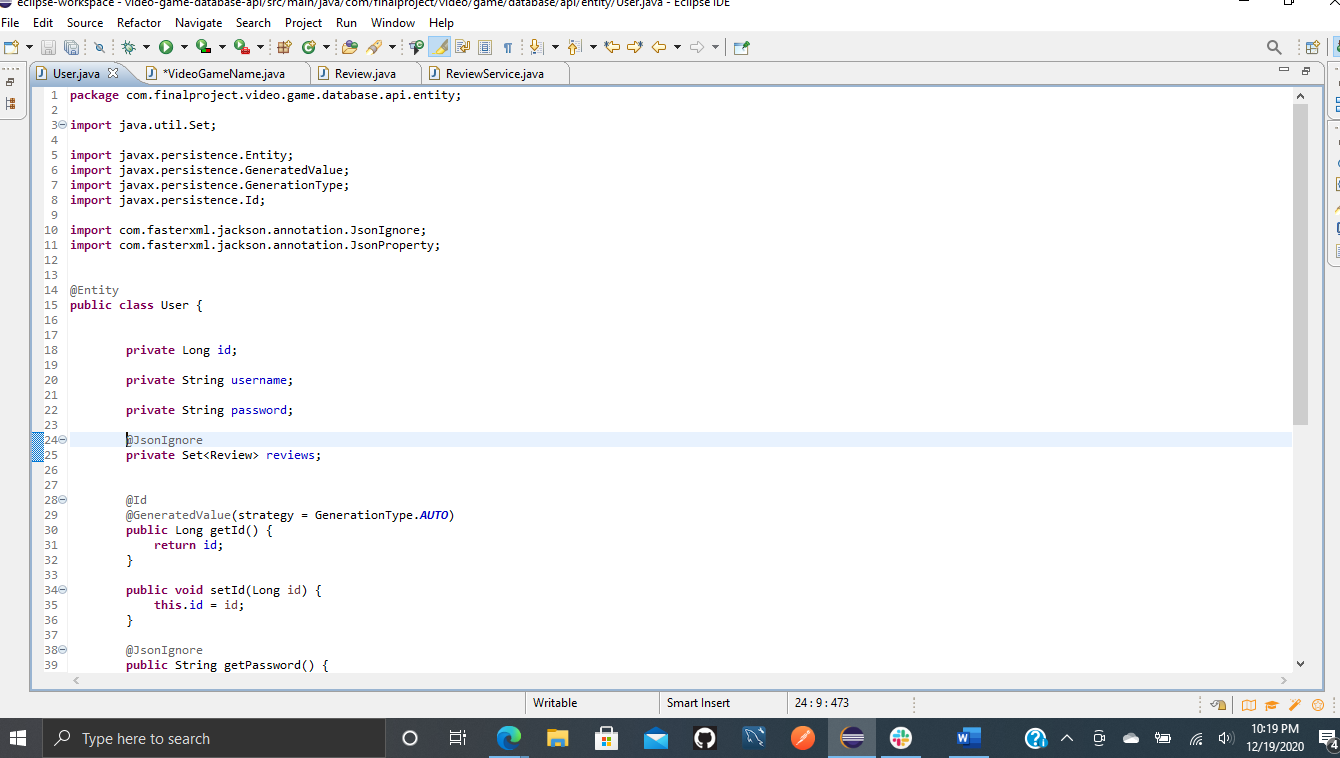 eclipse-workspace - video-game-database-api/src/main/java/com/finalproject/video/game/database/api/entity/User.java - Eclipse IDE
File Edit Source Refactor Navigate Search Project Run Window Help
User.java *VideoGameName.java Review.java ReviewService.java
1 package com.finalproject.video.game.database.api.entity;
2
3 import java.util.Set;
4
5 import javax.persistence.Entity;
6 import javax.persistence.GeneratedValue;
7 import javax.persistence.GenerationType;
8 import javax.persistence.Id;
9
10 import com.fasterxml.jackson.annotation.JsonIgnore;
11 import com.fasterxml.jackson.annotation.JsonProperty;
12
13
14 @Entity
15 public class User {
16
17
18 private Long id;
19
20 private String username;
21
22 private String password;
23
24 @JsonIgnore
25 private Set<Review> reviews;
26
27
28 @Id
29 @GeneratedValue(strategy = GenerationType.AUTO)
30 public Long getId() {
31 return id;
32 }
33
34 public void setId(Long id) {
35 this.id = id;
36 }
37
38 @JsonIgnore
39 public String getPassword() {
Writable Smart Insert 24 : 9 : 473
Type here to search
10:19 PM
12/19/2020
4